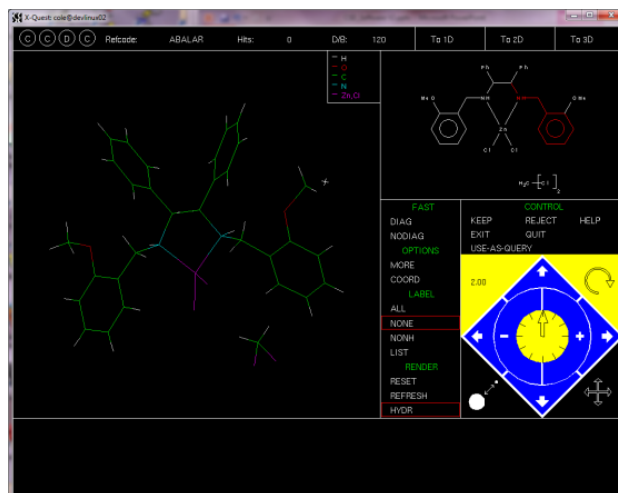 X-Quest: cole@devlinux02
C C D C Refcode: ABALAR Hits: 0 D/B: 120 To 1D To 2D To 3D
H
O
C
N
Zn,Cl
Ph Ph
MeO NH NH OMe
Zn
Cl Cl
H₂C Cl 2
FAST
DIAG
NODIAG
OPTIONS
MORE
COORD
LABEL
ALL
NONE
NONH
LIST
RENDER
RESET
REFRESH
HYDR
CONTROL
KEEP REJECT HELP
EXIT QUIT
USE-AS-QUERY
2.00
- +